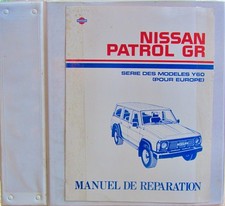 NISSAN
PATROL GR
SERIE DES MODELES Y60
(POUR EUROPE)
MANUEL DE REPARATION